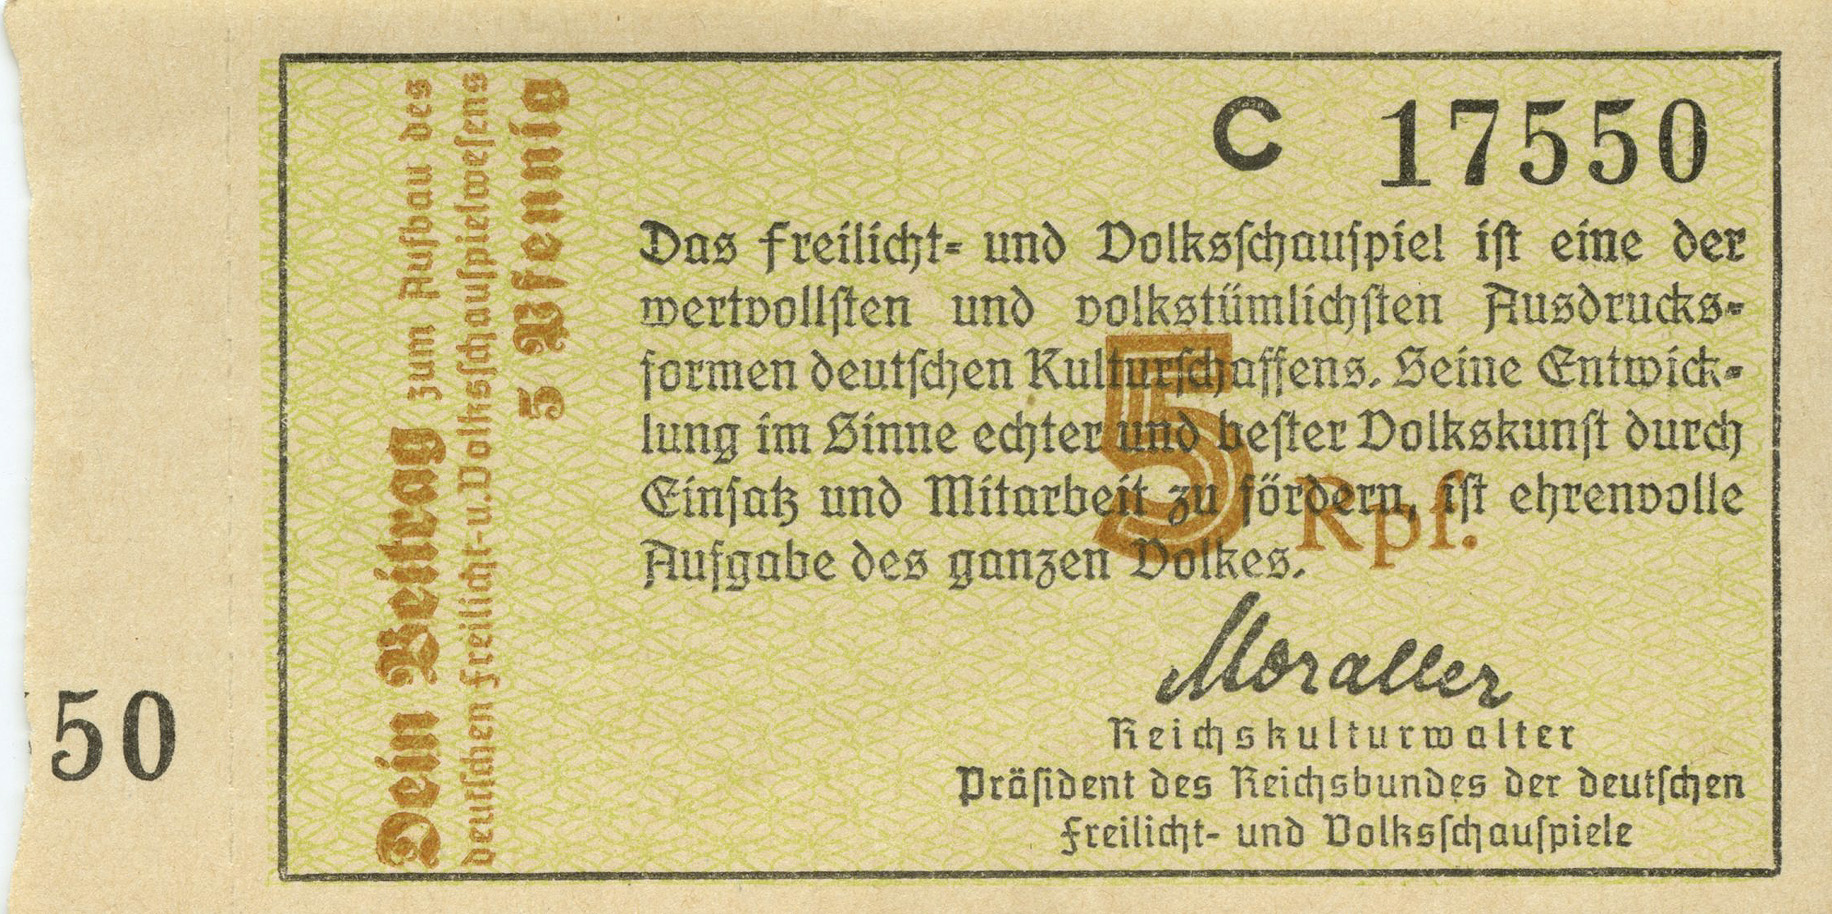 C 17550
Das Freilicht- und Volksschauspiel ist eine der
wertvollsten und volkstümlichsten Ausdrucks-
formen deutschen Kulturschaffens. Seine Entwick-
lung im Sinne echter und bester Volkskunst durch
Einsatz und Mitarbeit zu fördern, ist ehrenvolle
Aufgabe des ganzen Volkes.
5 Rpf.
Moraller
Reichskulturwalter
Präsident des Reichsbundes der deutschen
Freilicht- und Volksschauspiele
Dein Beitrag zum Aufbau des
deutschen Freilicht-u.Volksschauspielwesens
5 Pfennig
50